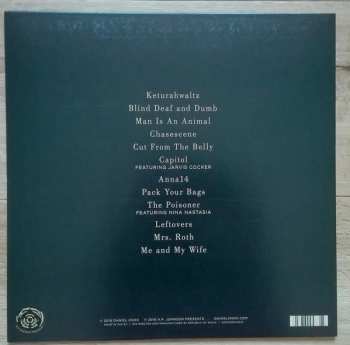 Keturahwaltz
Blind Deaf and Dumb
Man Is An Animal
Chasescene
Cut From The Belly
Capitol
FEATURING JARVIS COCKER
Anna14
Pack Your Bags
The Poisoner
FEATURING NINA NASTASIA
Leftovers
Mrs. Roth
Me and My Wife